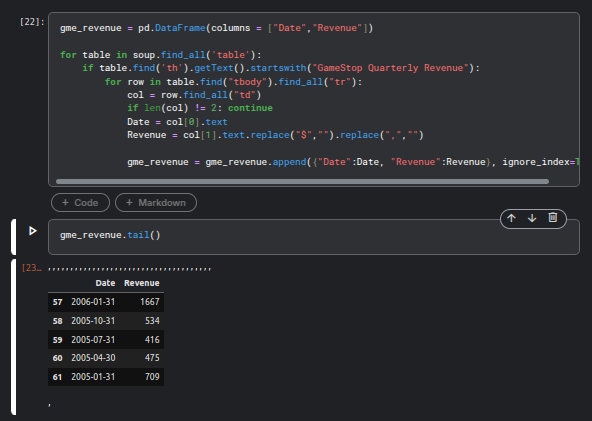 [22]:
gme_revenue = pd.DataFrame(columns = ["Date","Revenue"])
for table in soup.find_all('table'):
if table.find('th').getText().startswith("GameStop Quarterly Revenue"):
for row in table.find("tbody").find_all("tr"):
col = row.find_all("td")
if len(col) != 2: continue
Date = col[0].text
Revenue = col[1].text.replace("$","").replace(",","")
gme_revenue = gme_revenue.append({"Date":Date, "Revenue":Revenue}, ignore_index=T
+ Code + Markdown
gme_revenue.tail()
[23... ,,,,,,,,,,,,,,,,,,,,,,,,,,,,,,,,,,,,,
Date Revenue
57 2006-01-31 1667
58 2005-10-31 534
59 2005-07-31 416
60 2005-04-30 475
61 2005-01-31 709
,